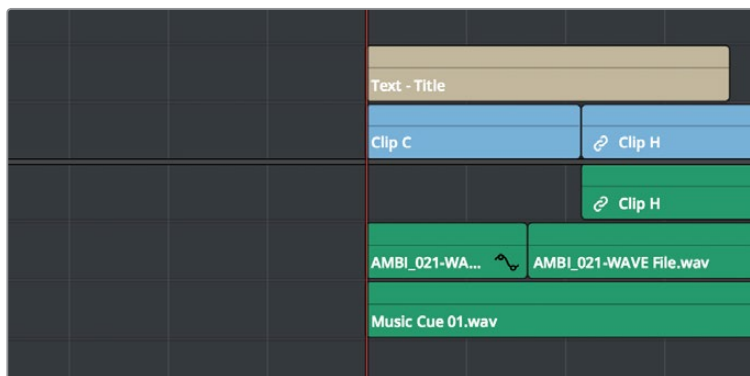 Text - Title
Clip C
Clip H
Clip H
AMBI_021-WA...
AMBI_021-WAVE File.wav
Music Cue 01.wav